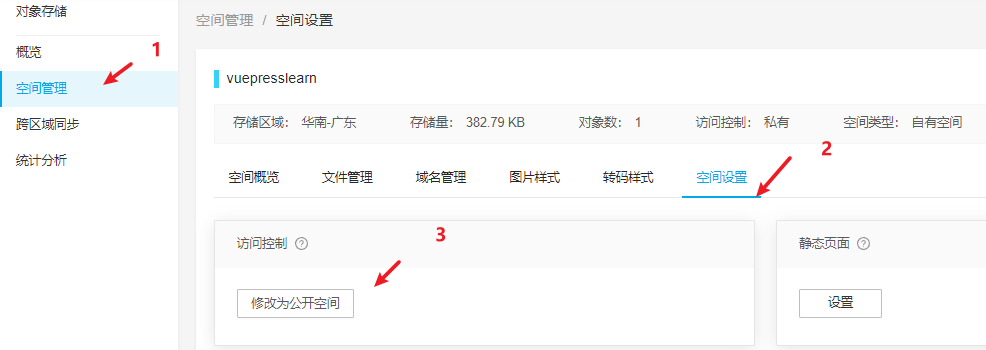 对象存储
概览
1
空间管理
跨区域同步
统计分析
空间管理 / 空间设置
vuepresslearn
存储区域： 华南-广东 存储量： 382.79 KB 对象数： 1 访问控制： 私有 空间类型： 自有空间
2
空间概览 文件管理 域名管理 图片样式 转码样式 空间设置
访问控制 ?
3
修改为公开空间
静态页面 ?
设置